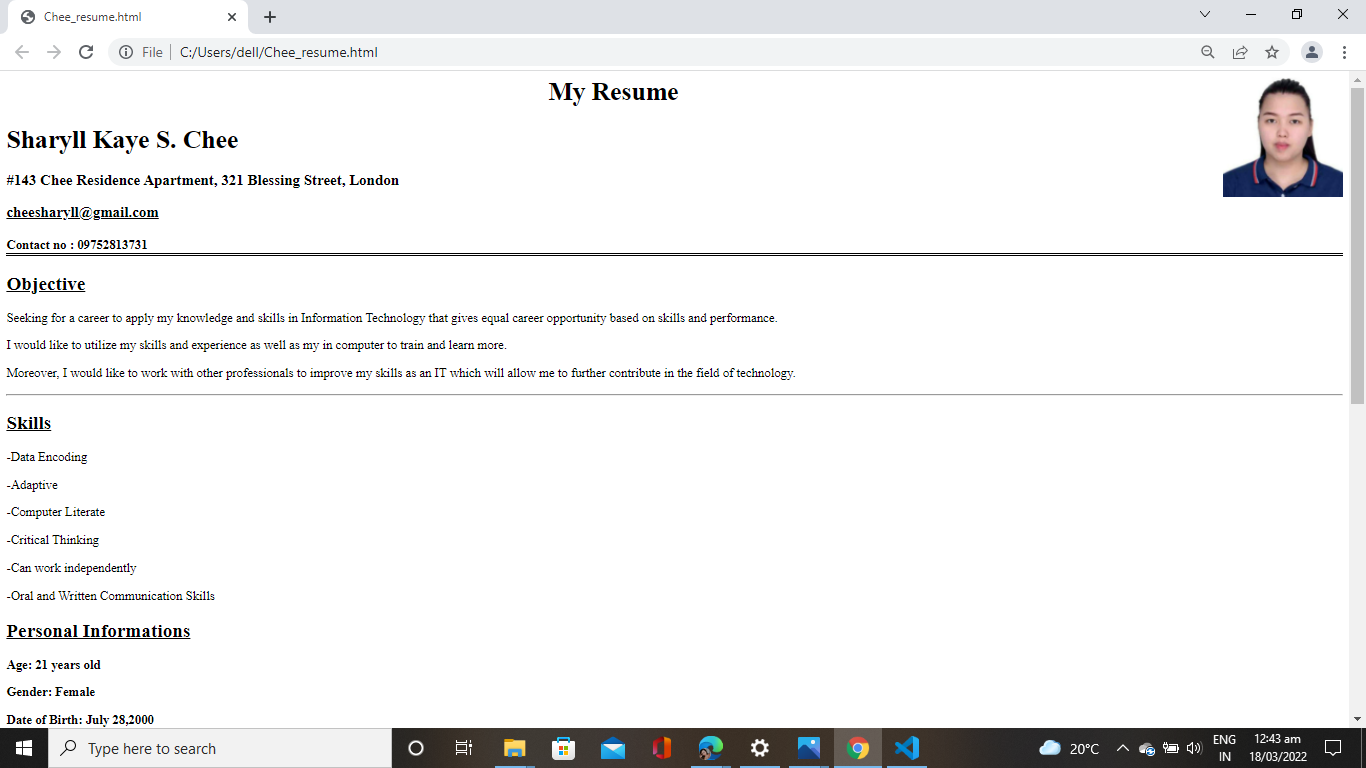 Chee_resume.html
File
C:/Users/dell/Chee_resume.html
My Resume
Sharyll Kaye S. Chee
#143 Chee Residence Apartment, 321 Blessing Street, London
cheesharyll@gmail.com
Contact no : 09752813731
Objective
Seeking for a career to apply my knowledge and skills in Information Technology that gives equal career opportunity based on skills and performance.
I would like to utilize my skills and experience as well as my in computer to train and learn more.
Moreover, I would like to work with other professionals to improve my skills as an IT which will allow me to further contribute in the field of technology.
Skills
-Data Encoding
-Adaptive
-Computer Literate
-Critical Thinking
-Can work independently
-Oral and Written Communication Skills
Personal Informations
Age: 21 years old
Gender: Female
Date of Birth: July 28,2000
Type here to search
20°C
ENG
IN
12:43 am
18/03/2022